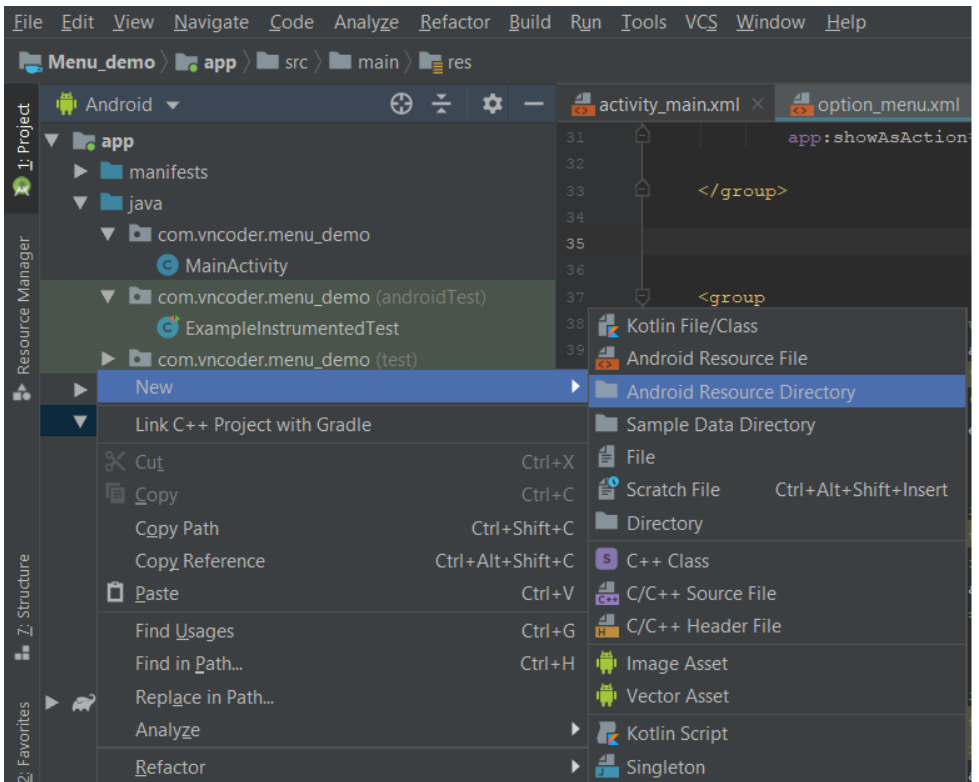 File Edit View Navigate Code Analyze Refactor Build Run Tools VCS Window Help
Menu_demo app src main res
Android
activity_main.xml
option_menu.xml
1: Project
Resource Manager
7: Structure
2: Favorites
app
manifests
java
com.vncoder.menu_demo
MainActivity
com.vncoder.menu_demo (androidTest)
ExampleInstrumentedTest
com.vncoder.menu_demo (test)
31 app:showAsAction=
32
33 </group>
34
35
36
37 <group
38
39
New
Link C++ Project with Gradle
Cut Ctrl+X
Copy Ctrl+C
Copy Path Ctrl+Shift+C
Copy Reference Ctrl+Alt+Shift+C
Paste Ctrl+V
Find Usages Ctrl+G
Find in Path... Ctrl+H
Replace in Path...
Analyze
Refactor
Kotlin File/Class
Android Resource File
Android Resource Directory
Sample Data Directory
File
Scratch File Ctrl+Alt+Shift+Insert
Directory
S C++ Class
C/C++ Source File
C/C++ Header File
Image Asset
Vector Asset
Kotlin Script
Singleton